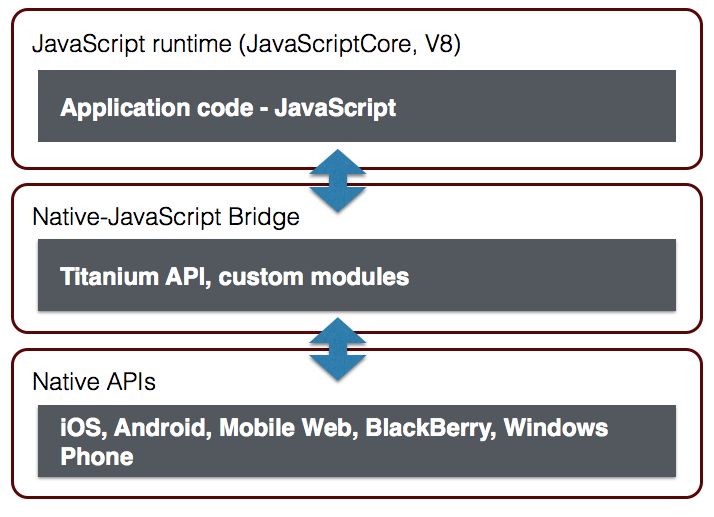 JavaScript runtime (JavaScriptCore, V8)
Application code - JavaScript
Native-JavaScript Bridge
Titanium API, custom modules
Native APIs
iOS, Android, Mobile Web, BlackBerry, Windows
Phone